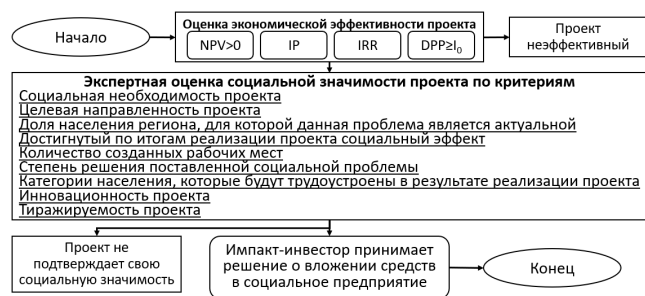 Начало
Оценка экономической эффективности проекта
NPV>0 IP IRR DPP≥I₀
Проект
неэффективный
Экспертная оценка социальной значимости проекта по критериям
Социальная необходимость проекта
Целевая направленность проекта
Доля населения региона, для которой данная проблема является актуальной
Достигнутый по итогам реализации проекта социальный эффект
Количество созданных рабочих мест
Степень решения поставленной социальной проблемы
Категории населения, которые будут трудоустроены в результате реализации проекта
Инновационность проекта
Тиражируемость проекта
Проект не
подтверждает свою
социальную значимость
Импакт-инвестор принимает
решение о вложении средств
в социальное предприятие
Конец